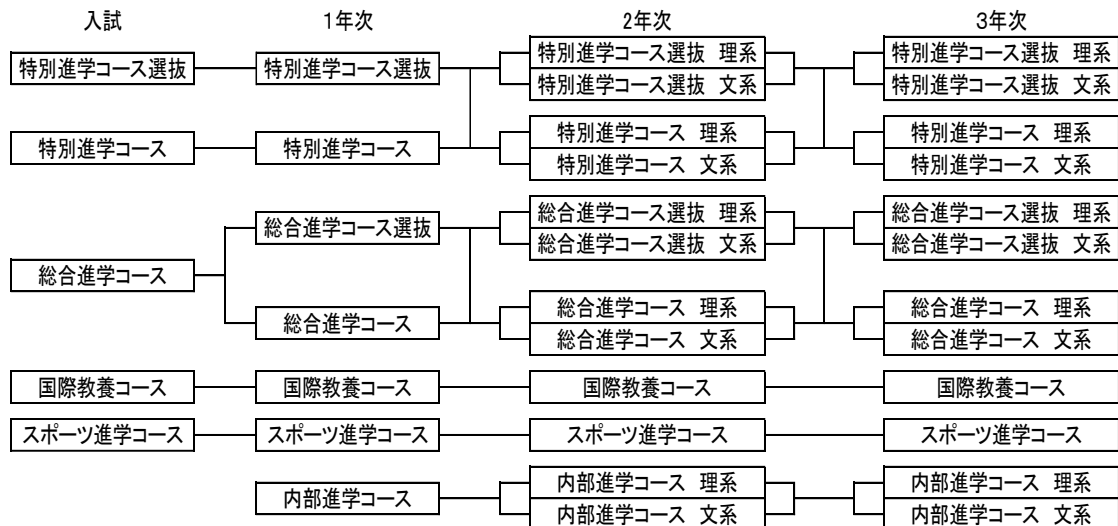 入試 1年次 2年次 3年次
特別進学コース選抜 特別進学コース選抜 特別進学コース選抜 理系 特別進学コース選抜 理系
特別進学コース選抜 文系 特別進学コース選抜 文系
特別進学コース 特別進学コース 特別進学コース 理系 特別進学コース 理系
特別進学コース 文系 特別進学コース 文系
総合進学コース選抜 総合進学コース選抜 理系 総合進学コース選抜 理系
総合進学コース選抜 文系 総合進学コース選抜 文系
総合進学コース
総合進学コース 総合進学コース 理系 総合進学コース 理系
総合進学コース 文系 総合進学コース 文系
国際教養コース 国際教養コース 国際教養コース 国際教養コース
スポーツ進学コース スポーツ進学コース スポーツ進学コース スポーツ進学コース
内部進学コース 内部進学コース 理系 内部進学コース 理系
内部進学コース 文系 内部進学コース 文系